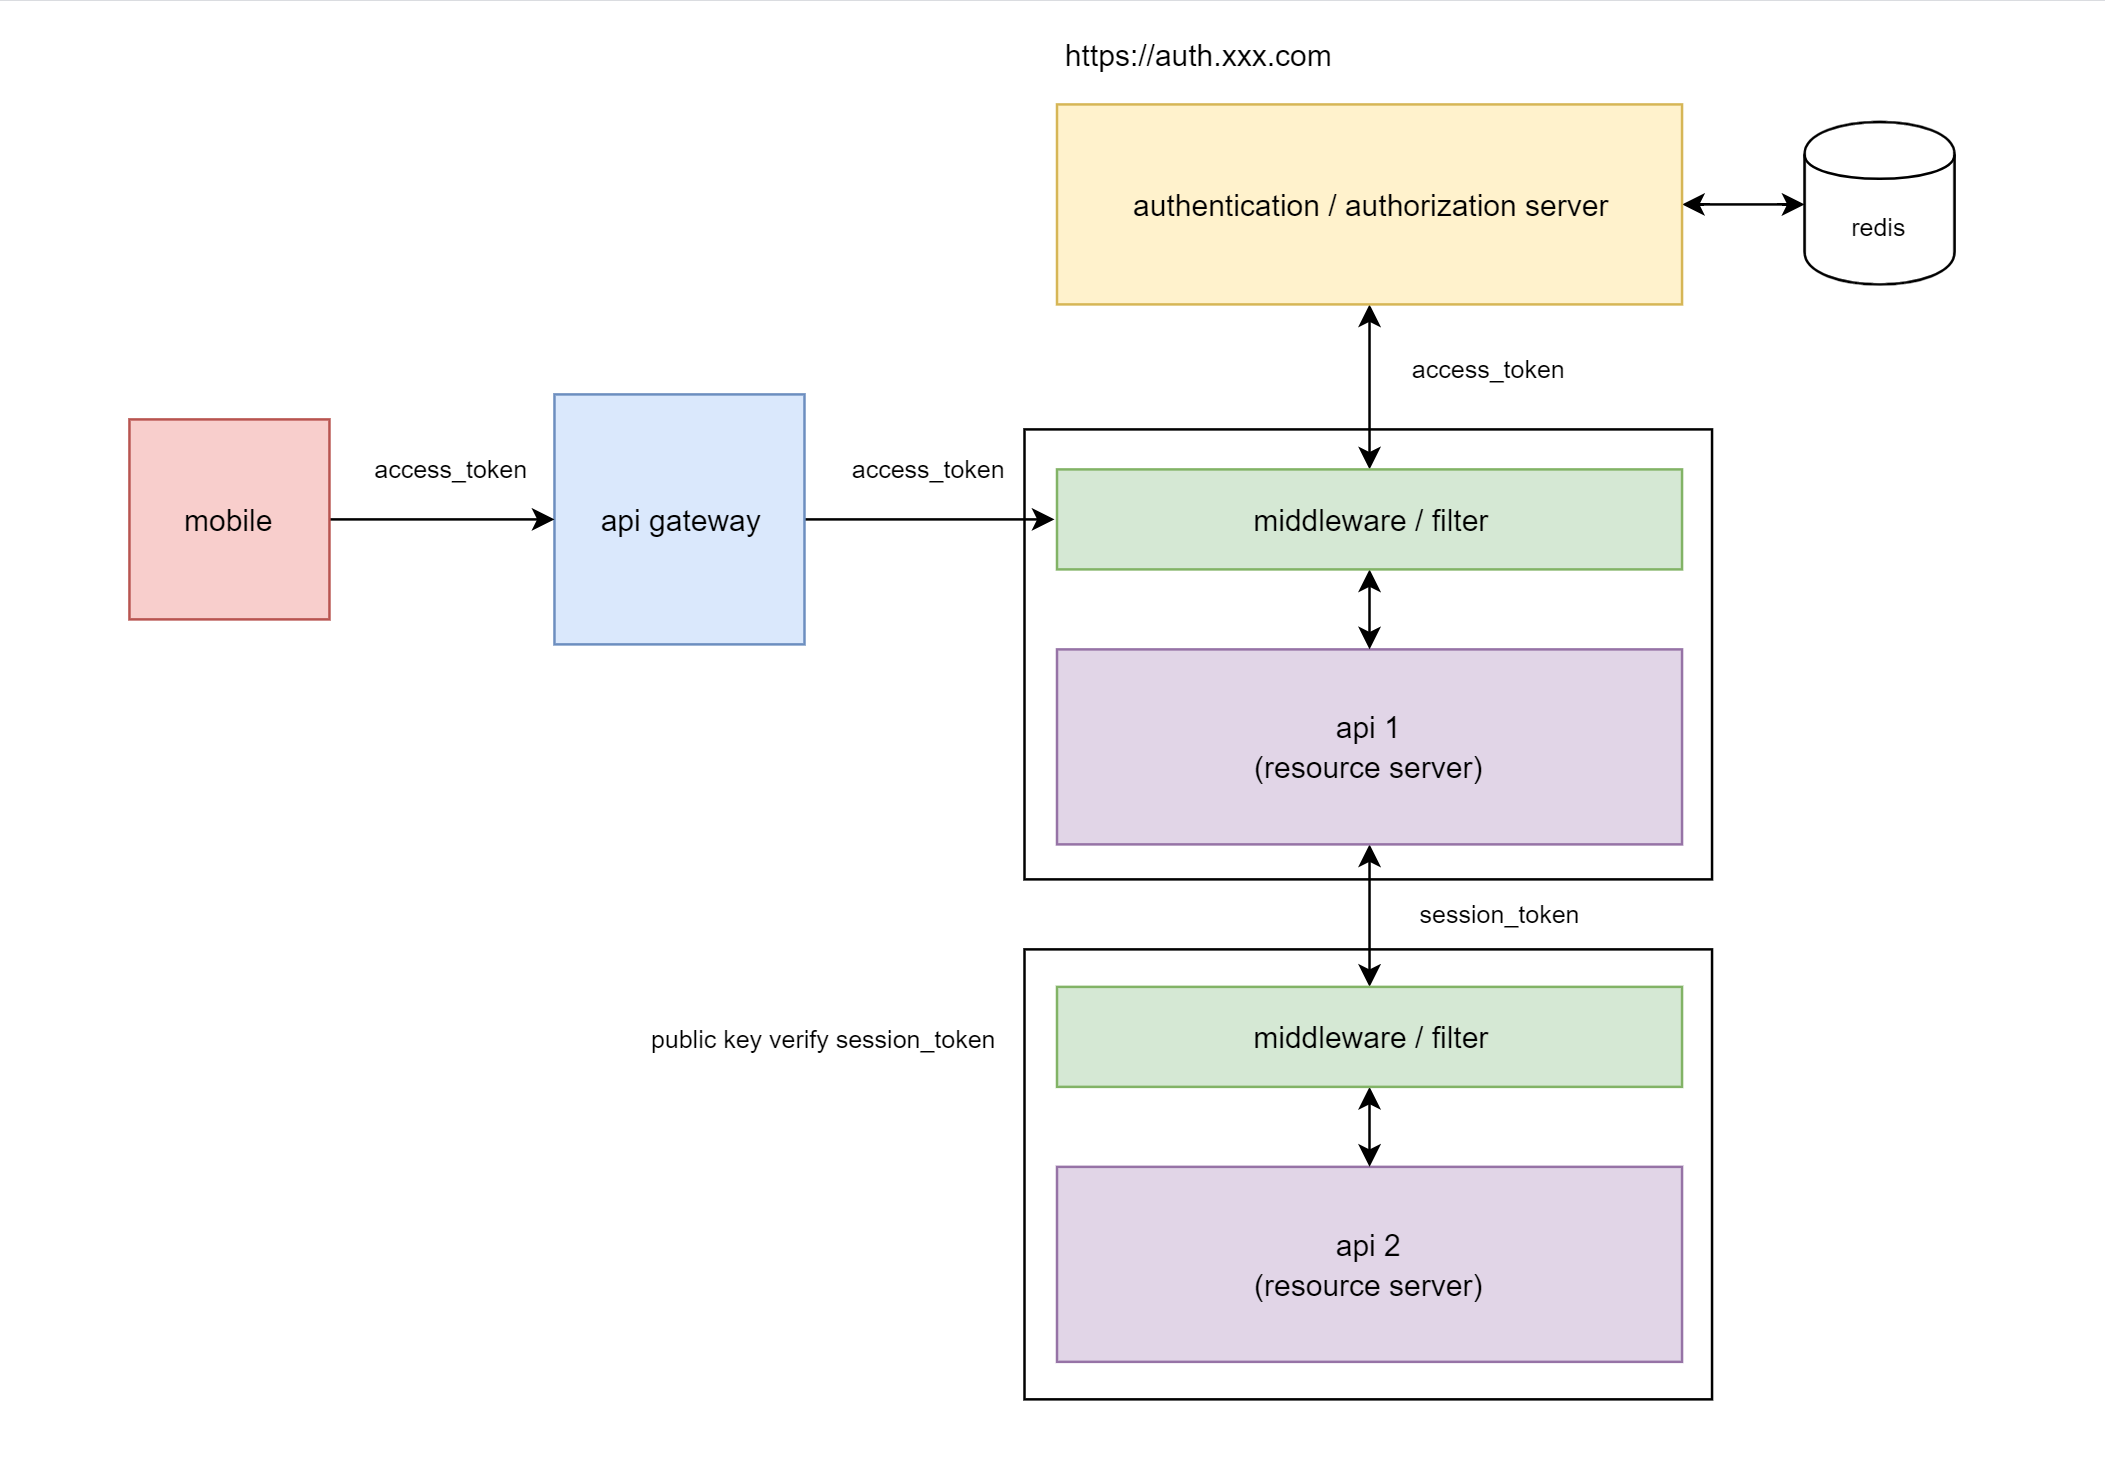 https://auth.xxx.com
authentication / authorization server
redis
access_token
mobile
access_token
api gateway
access_token
middleware / filter
api 1
(resource server)
session_token
public key verify session_token
middleware / filter
api 2
(resource server)